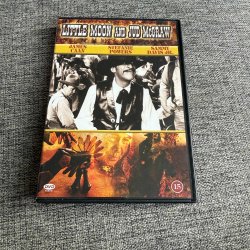 LITTLE MOON AND JUD McGRAW
JAMES CAAN
STEFANIE POWERS
SAMMY DAVIS JR.
DVD
15